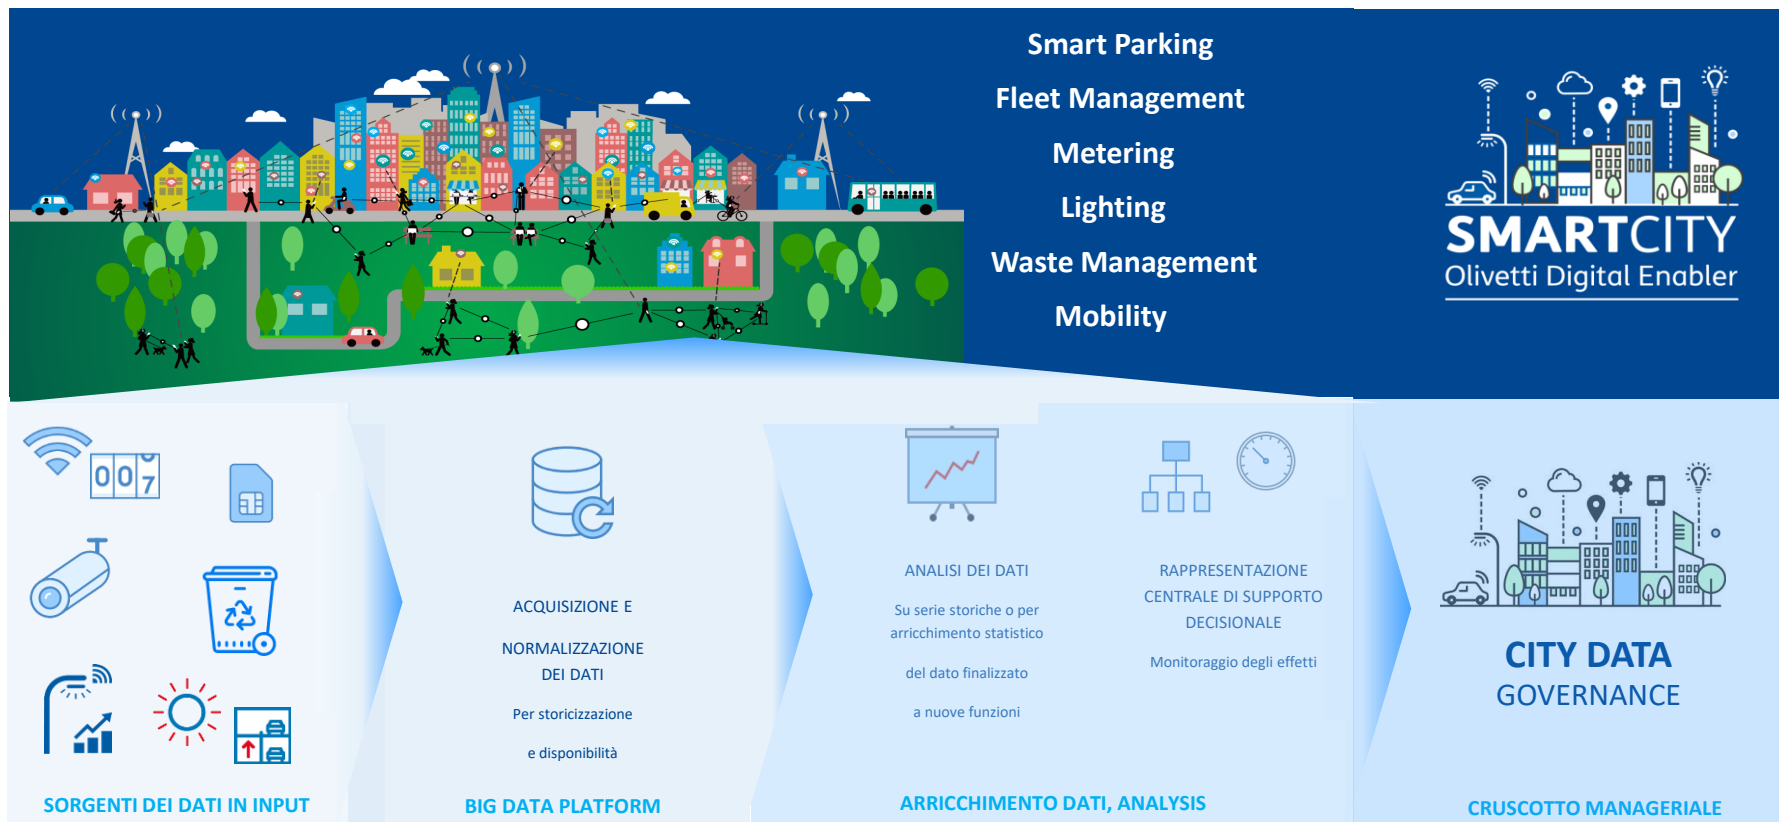 Smart Parking
Fleet Management
Metering
Lighting
Waste Management
Mobility
SMARTCITY
Olivetti Digital Enabler
007
SORGENTI DEI DATI IN INPUT
ACQUISIZIONE E
NORMALIZZAZIONE
DEI DATI
Per storicizzazione
e disponibilità
BIG DATA PLATFORM
ANALISI DEI DATI
Su serie storiche o per
arricchimento statistico
del dato finalizzato
a nuove funzioni
RAPPRESENTAZIONE
CENTRALE DI SUPPORTO
DECISIONALE
Monitoraggio degli effetti
ARRICCHIMENTO DATI, ANALYSIS
CITY DATA
GOVERNANCE
CRUSCOTTO MANAGERIALE